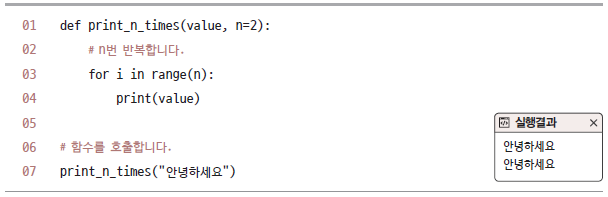 01 def print_n_times(value, n=2):
02     # n번 반복합니다.
03     for i in range(n):
04         print(value)
05
06 # 함수를 호출합니다.
07 print_n_times("안녕하세요")
실행결과
안녕하세요
안녕하세요